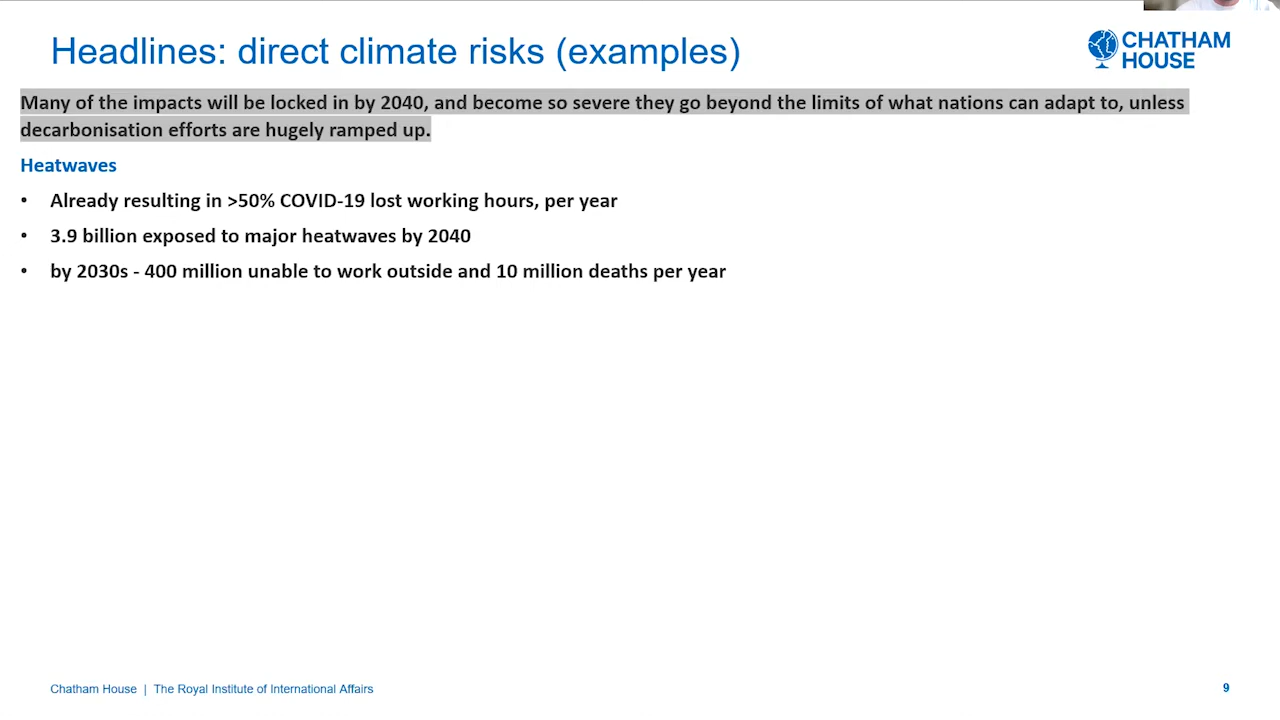 Headlines: direct climate risks (examples)
CHATHAM
HOUSE
Many of the impacts will be locked in by 2040, and become so severe they go beyond the limits of what nations can adapt to, unless
decarbonisation efforts are hugely ramped up.
Heatwaves
• Already resulting in >50% COVID-19 lost working hours, per year
• 3.9 billion exposed to major heatwaves by 2040
• by 2030s - 400 million unable to work outside and 10 million deaths per year
Chatham House | The Royal Institute of International Affairs
9